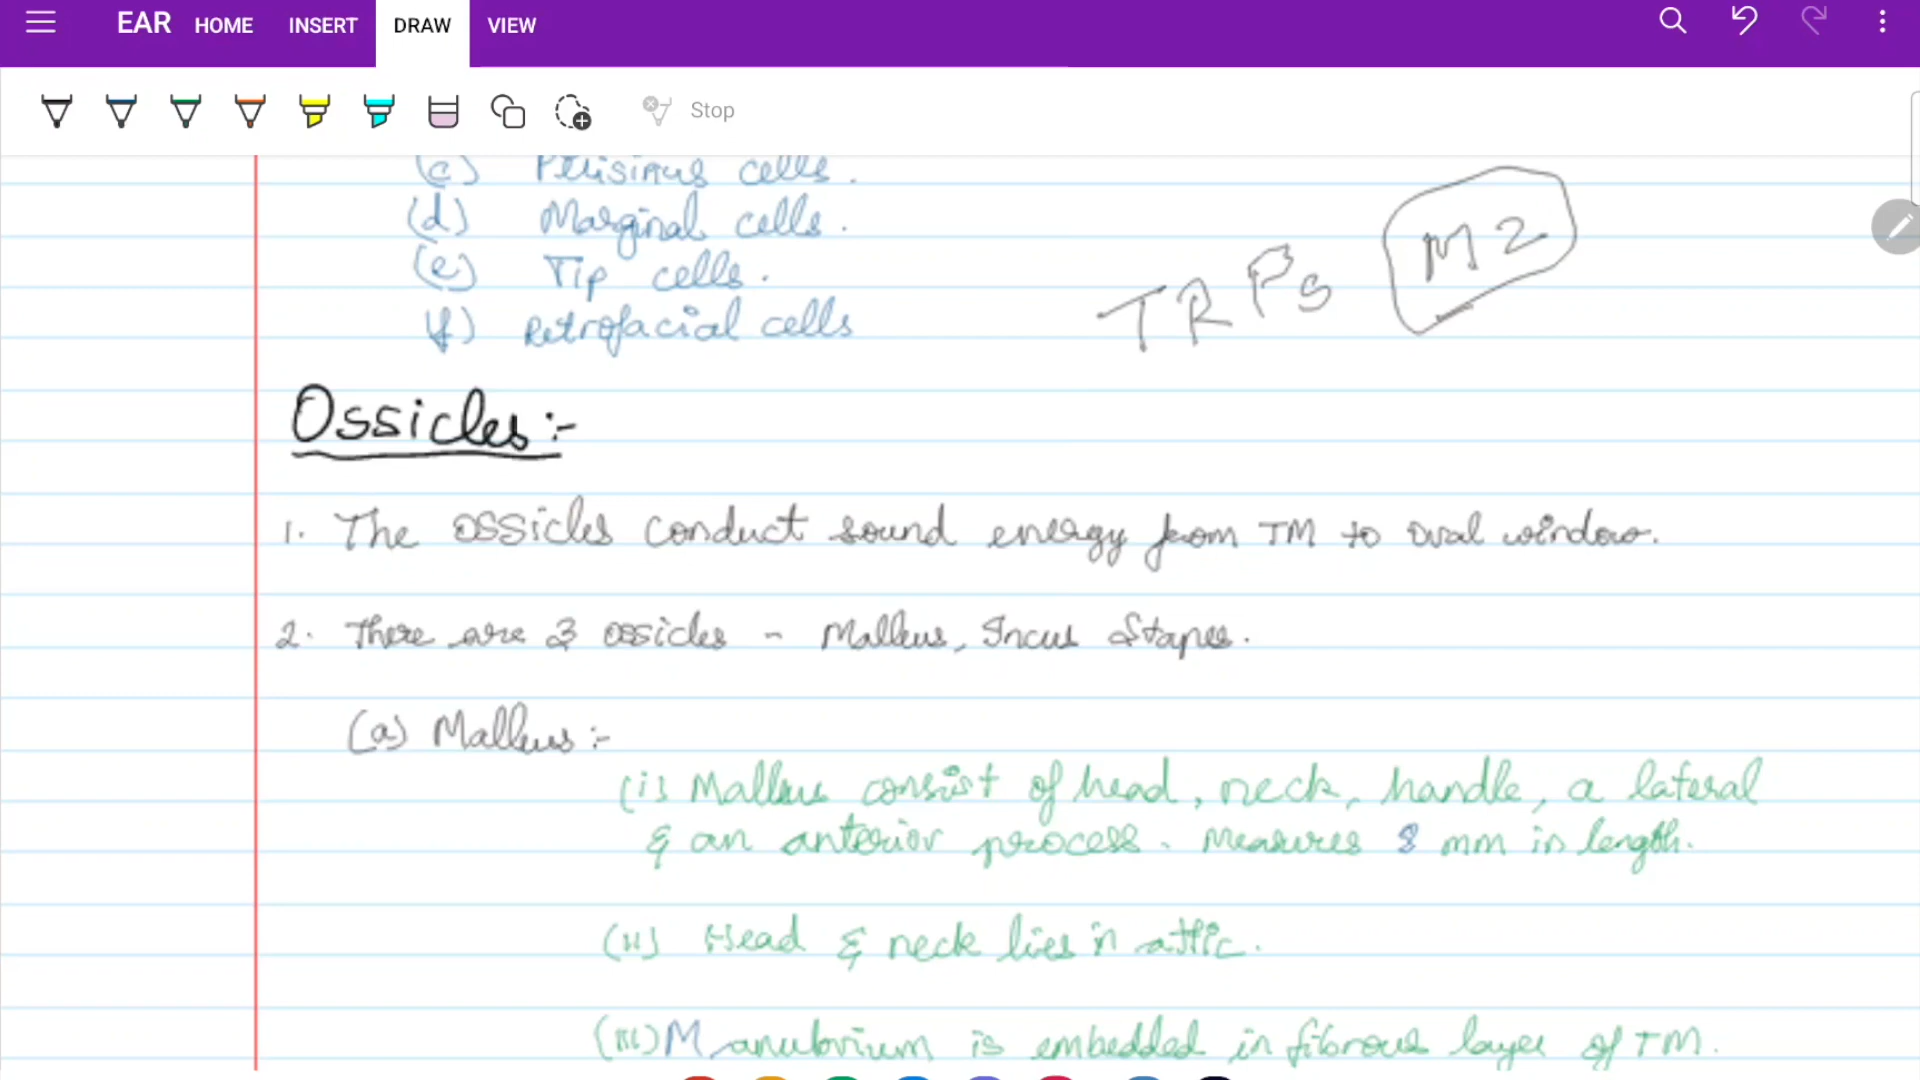 EAR HOME INSERT DRAW VIEW
Stop
(c) Perisinus cells.
(d) Marginal cells.
(e) Tip cells.
(f) Retrofacial cells
TRPs M2
Ossicles :-
1. The ossicles conduct sound energy from TM to oval window.
2. There are 3 ossicles - Malleus, Incus Stapes.
(a) Malleus :-
(i) Malleus consist of head, neck, handle, a lateral
& an anterior process. Measures 8 mm in length.
(ii) Head & neck lies in attic.
(iii) Manubrium is embedded in fibrous layer of TM.